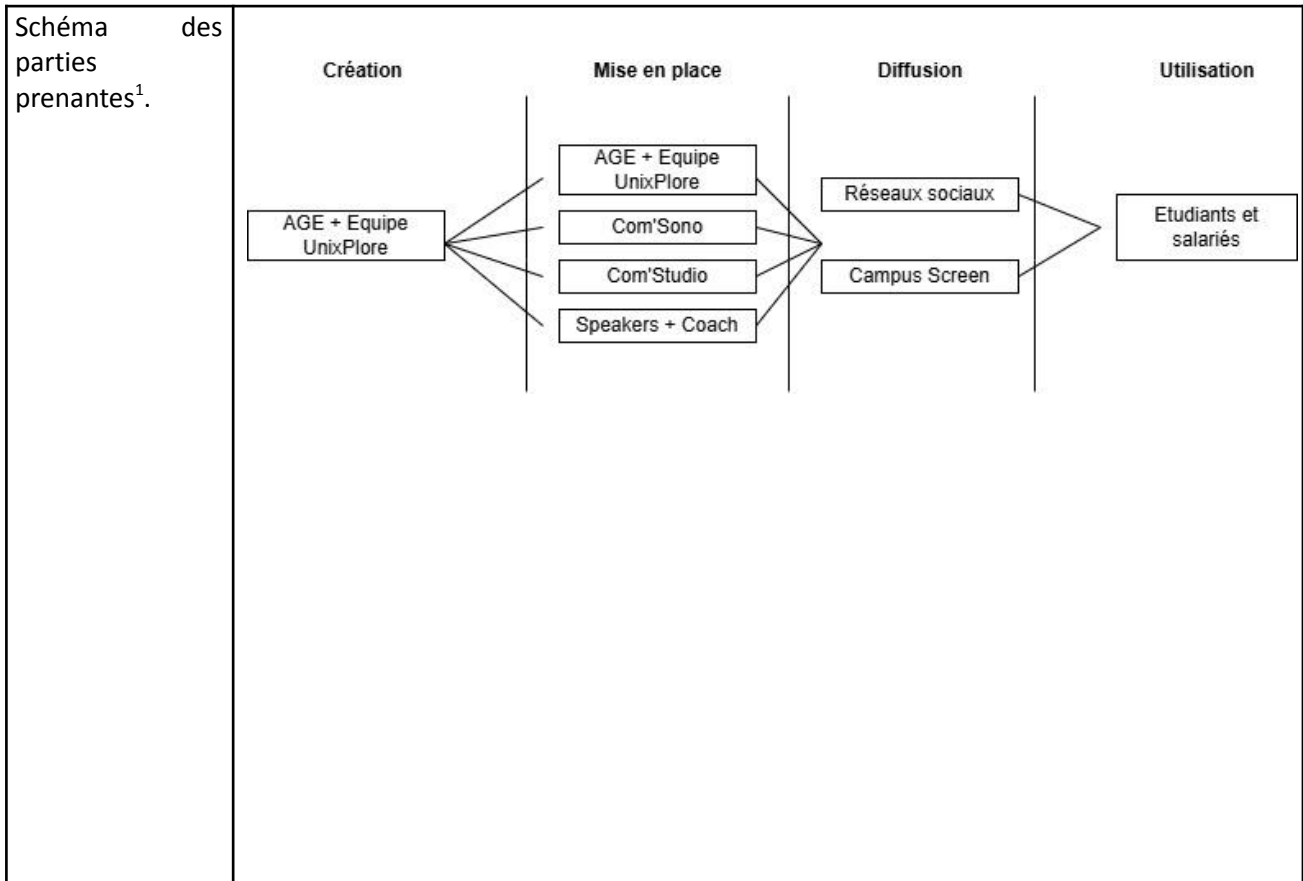 Schéma des
parties
prenantes¹.
Création
Mise en place
Diffusion
Utilisation
AGE + Equipe
UnixPlore
AGE + Equipe
UnixPlore
Com'Sono
Com'Studio
Speakers + Coach
Réseaux sociaux
Campus Screen
Etudiants et
salariés